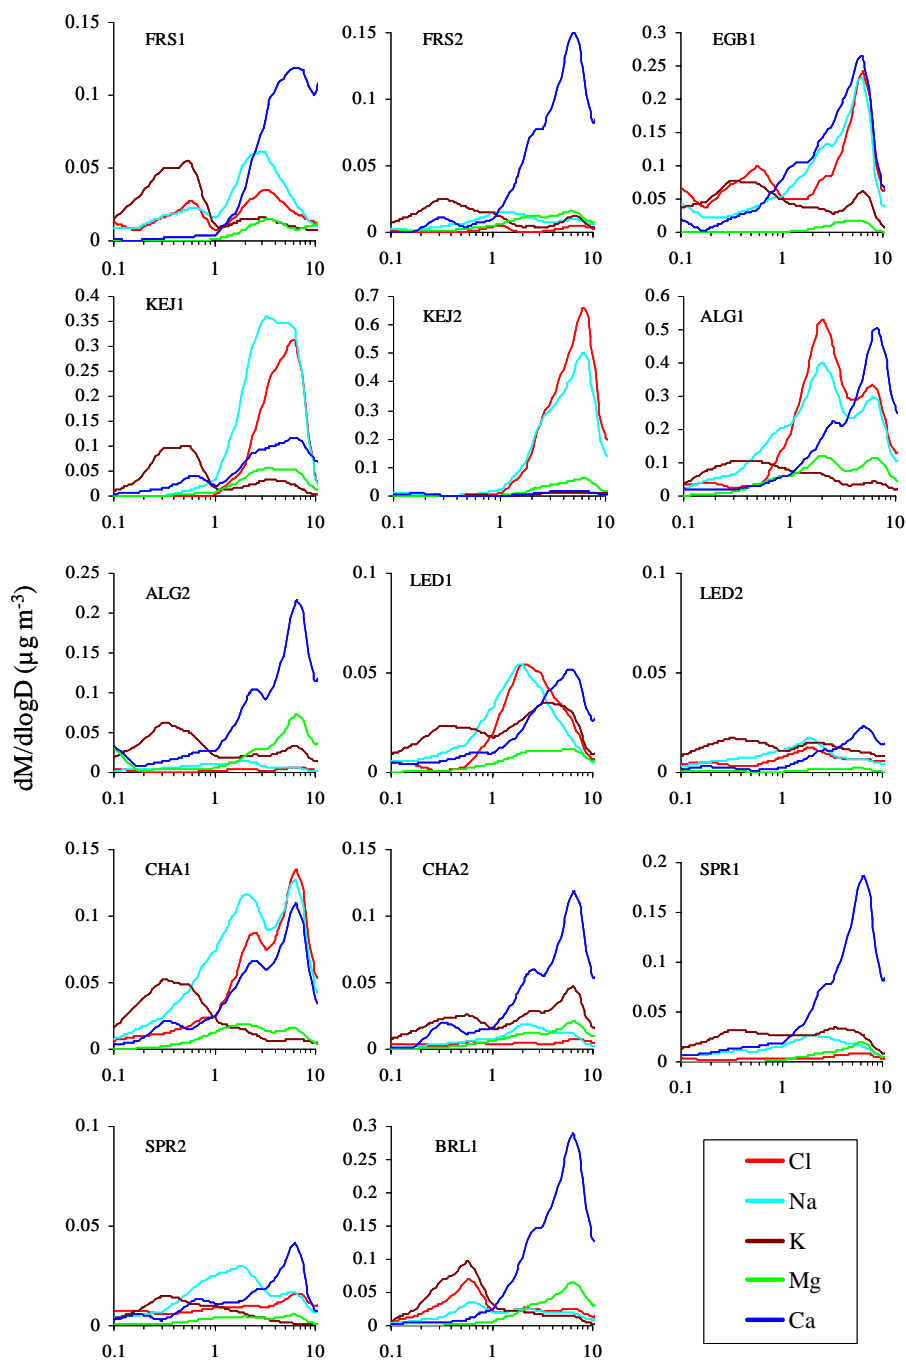 FRS1
0.15
0.1
0.05
0
0.1 1 10
FRS2
0.15
0.1
0.05
0
0.1 1 10
EGB1
0.3
0.25
0.2
0.15
0.1
0.05
0
0.1 1 10
KEJ1
0.4
0.35
0.3
0.25
0.2
0.15
0.1
0.05
0
0.1 1 10
KEJ2
0.7
0.6
0.5
0.4
0.3
0.2
0.1
0
0.1 1 10
ALG1
0.6
0.5
0.4
0.3
0.2
0.1
0
0.1 1 10
dM/dlogD (µg m-3)
ALG2
0.25
0.2
0.15
0.1
0.05
0
0.1 1 10
LED1
0.1
0.05
0
0.1 1 10
LED2
0.1
0.05
0
0.1 1 10
CHA1
0.15
0.1
0.05
0
0.1 1 10
CHA2
0.15
0.1
0.05
0
0.1 1 10
SPR1
0.2
0.15
0.1
0.05
0
0.1 1 10
SPR2
0.1
0.05
0
0.1 1 10
BRL1
0.3
0.25
0.2
0.15
0.1
0.05
0
0.1 1 10
Cl
Na
K
Mg
Ca